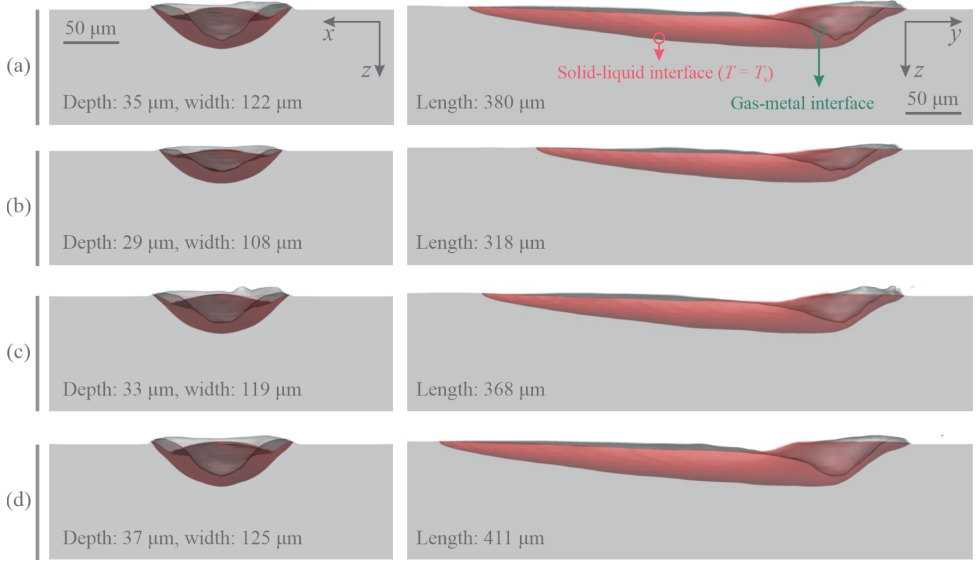 (a)
50 μm
x
z
Depth: 35 μm, width: 122 μm
Solid-liquid interface (T = Tₛ)
Gas-metal interface
y
z
50 μm
Length: 380 μm
(b)
Depth: 29 μm, width: 108 μm
Length: 318 μm
(c)
Depth: 33 μm, width: 119 μm
Length: 368 μm
(d)
Depth: 37 μm, width: 125 μm
Length: 411 μm